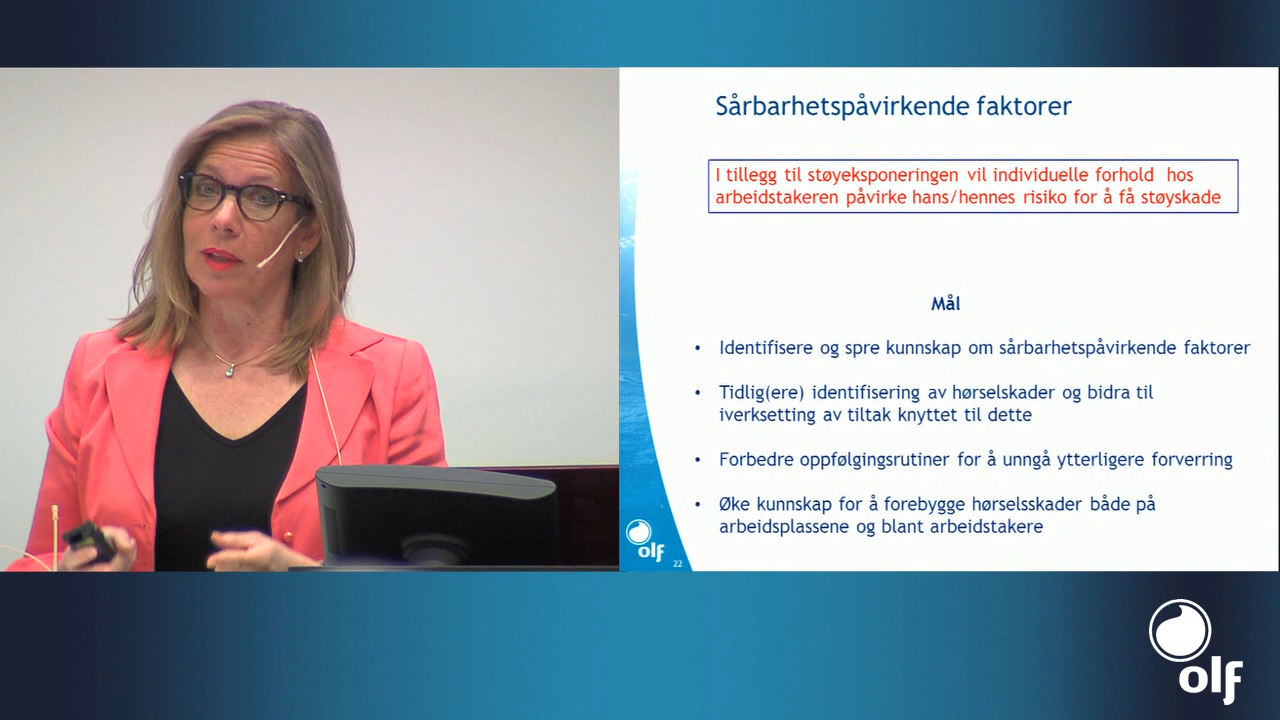 Sårbarhetspåvirkende faktorer
I tillegg til støyeksponeringen vil individuelle forhold hos
arbeidstakeren påvirke hans/hennes risiko for å få støyskade
Mål
• Identifisere og spre kunnskap om sårbarhetspåvirkende faktorer
• Tidlig(ere) identifisering av hørselskader og bidra til
iverksetting av tiltak knyttet til dette
• Forbedre oppfølgingsrutiner for å unngå ytterligere forverring
• Øke kunnskap for å forebygge hørselsskader både på
arbeidsplassene og blant arbeidstakere
olf
22
olf